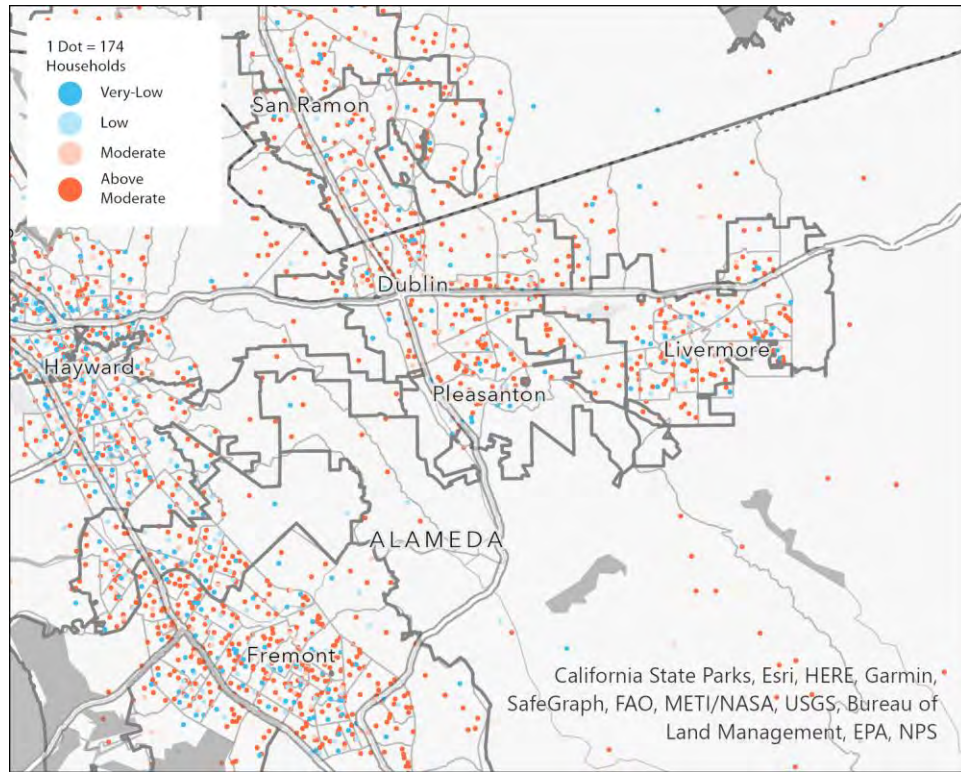 1 Dot = 174
Households
Very-Low
Low
Moderate
Above
Moderate
San Ramon
Dublin
Hayward
Livermore
Pleasanton
ALAMEDA
Fremont
California State Parks, Esri, HERE, Garmin,
SafeGraph, FAO, METI/NASA, USGS, Bureau of
Land Management, EPA, NPS